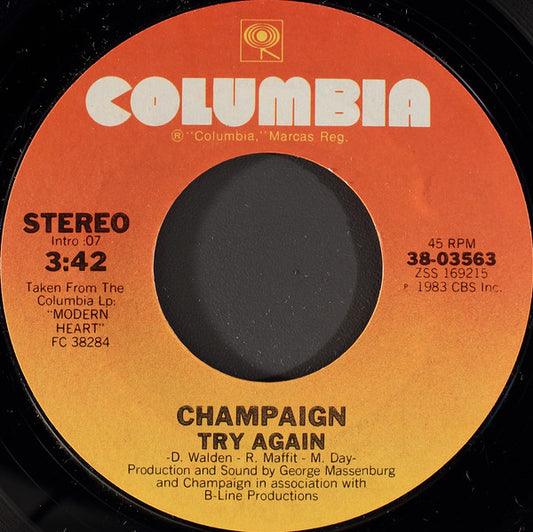 COLUMBIA
® "Columbia," Marcas Reg.
STEREO
Intro :07
3:42
Taken From The
Columbia Lp:
"MODERN
HEART"
FC 38284
45 RPM
38-03563
ZSS 169215
℗ 1983 CBS Inc.
CHAMPAIGN
TRY AGAIN
-D. Walden - R. Maffit - M. Day-
Production and Sound by George Massenburg
and Champaign in association with
B-Line Productions